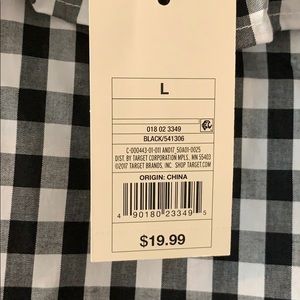 L
018 02 3349
BLACK/541306
C-000443-01-011 AND17_50A01-0025
DIST. BY TARGET CORPORATION MPLS, MN 55403
©2017 TARGET BRANDS, INC. SHOP TARGET.COM
ORIGIN: CHINA
4 90180 23349 5
$19.99